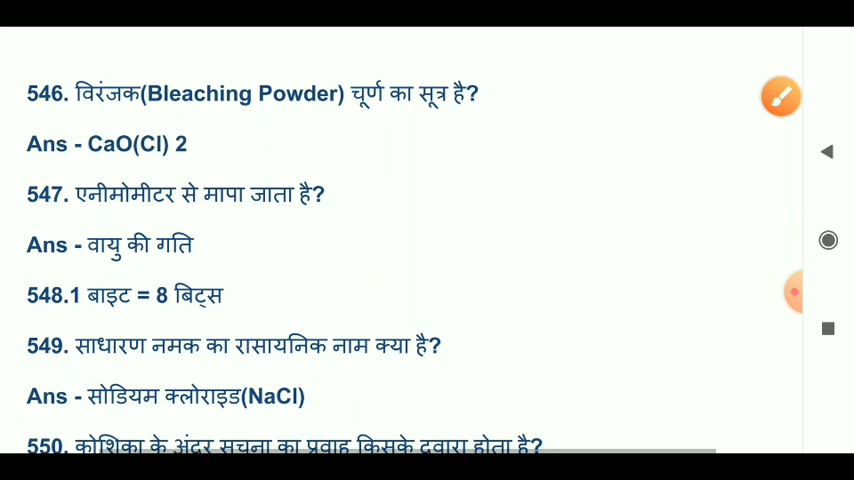 546. विरंजक(Bleaching Powder) चूर्ण का सूत्र है?
Ans - CaO(Cl) 2
547. एनीमोमीटर से मापा जाता है?
Ans - वायु की गति
548.1 बाइट = 8 बिट्स
549. साधारण नमक का रासायनिक नाम क्या है?
Ans - सोडियम क्लोराइड(NaCl)
550. कोशिका के अंदर सूचना का प्रवाह किसके द्वारा होता है?